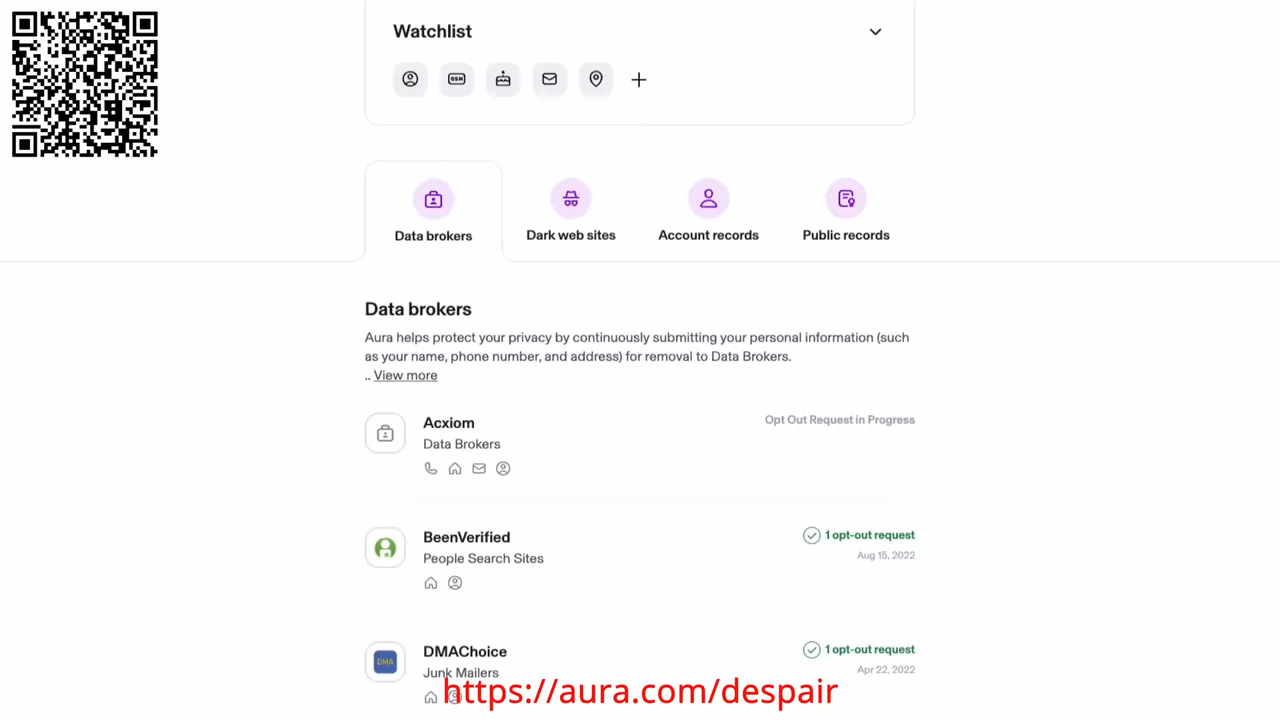 Watchlist
SSN
Data brokers
Dark web sites
Account records
Public records
Data brokers
Aura helps protect your privacy by continuously submitting your personal information (such
as your name, phone number, and address) for removal to Data Brokers.
.. View more
Acxiom
Opt Out Request in Progress
Data Brokers
BeenVerified
1 opt-out request
People Search Sites
Aug 15, 2022
DMA
DMAChoice
1 opt-out request
Junk Mailers
Apr 22, 2022
https://aura.com/despair